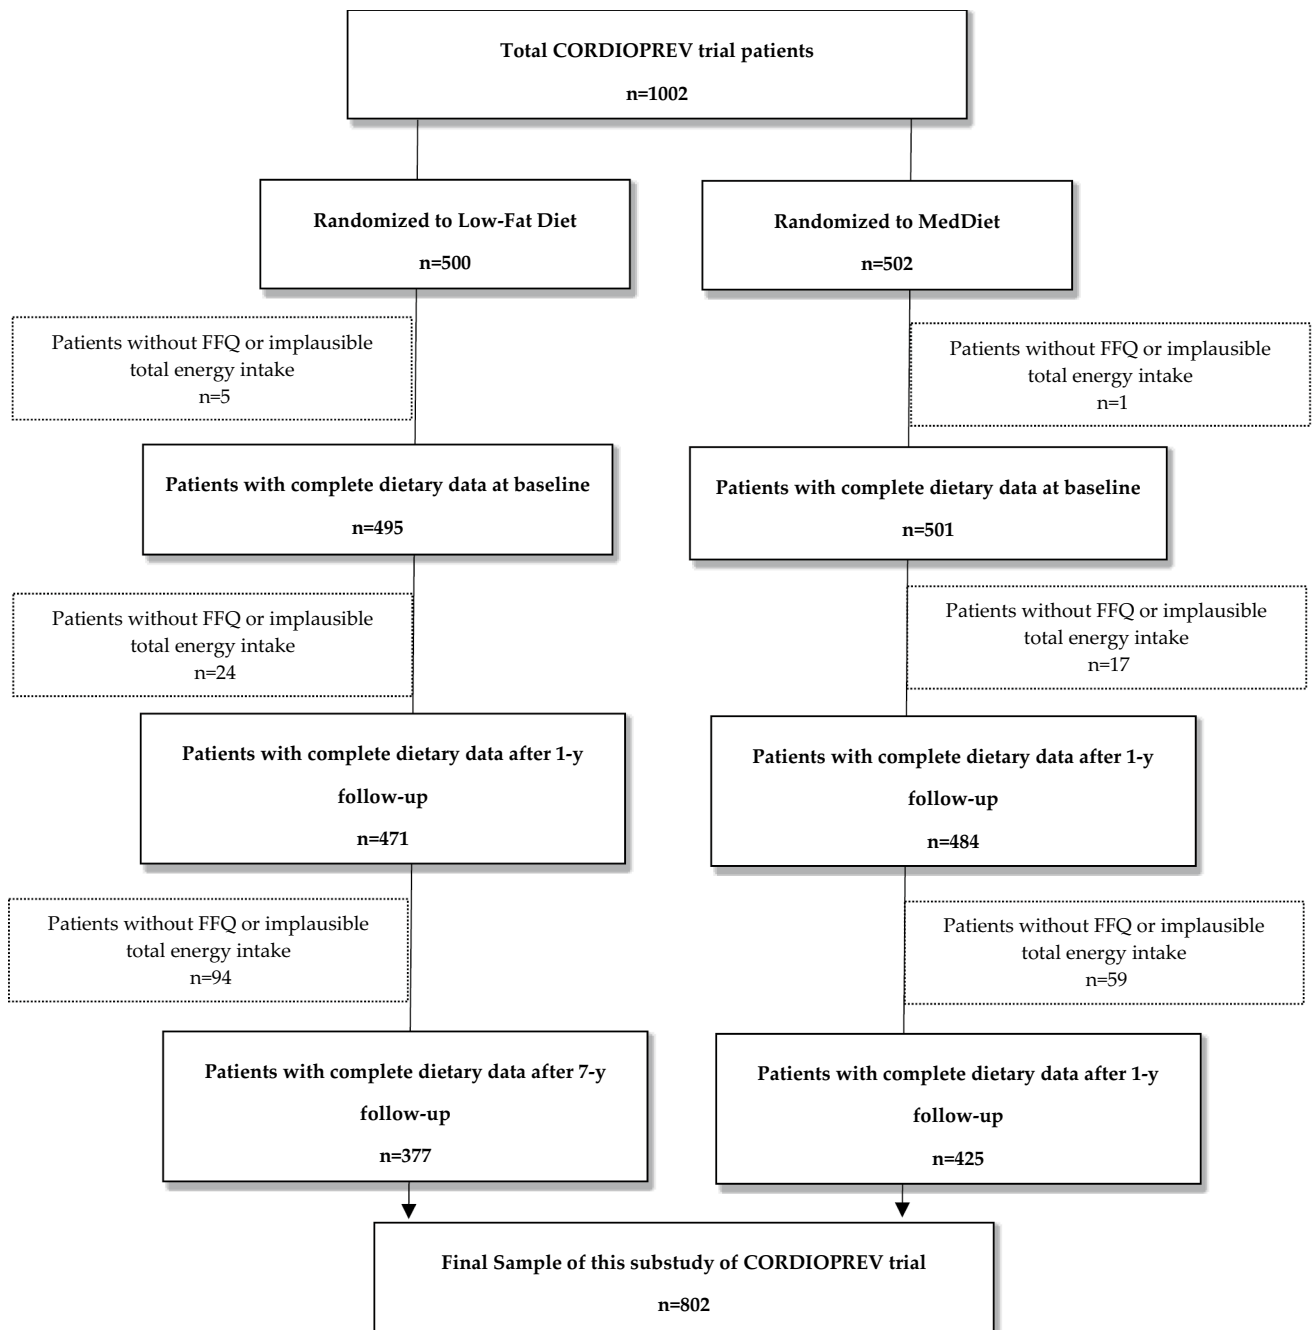 Total CORDIOPREV trial patients
n=1002
Randomized to Low-Fat Diet
n=500
Randomized to MedDiet
n=502
Patients without FFQ or implausible
total energy intake
n=5
Patients without FFQ or implausible
total energy intake
n=1
Patients with complete dietary data at baseline
n=495
Patients with complete dietary data at baseline
n=501
Patients without FFQ or implausible
total energy intake
n=24
Patients without FFQ or implausible
total energy intake
n=17
Patients with complete dietary data after 1-y
follow-up
n=471
Patients with complete dietary data after 1-y
follow-up
n=484
Patients without FFQ or implausible
total energy intake
n=94
Patients without FFQ or implausible
total energy intake
n=59
Patients with complete dietary data after 7-y
follow-up
n=377
Patients with complete dietary data after 1-y
follow-up
n=425
Final Sample of this substudy of CORDIOPREV trial
n=802